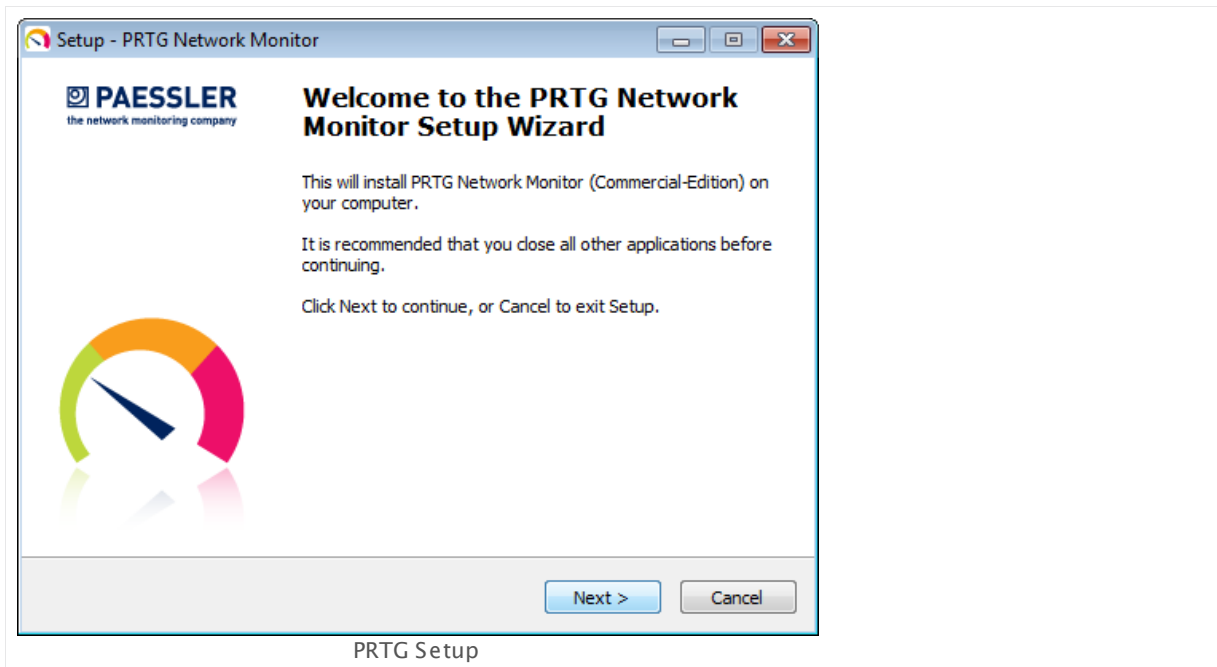 Setup - PRTG Network Monitor
PAESSLER
the network monitoring company
Welcome to the PRTG Network
Monitor Setup Wizard
This will install PRTG Network Monitor (Commercial-Edition) on
your computer.
It is recommended that you close all other applications before
continuing.
Click Next to continue, or Cancel to exit Setup.
Next >
Cancel
PRTG Setup